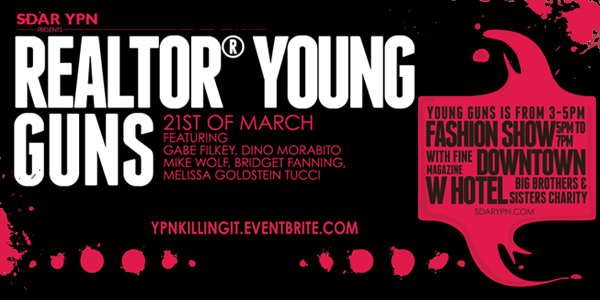 SDAR YPN
PRESENTS
REALTOR® YOUNG
GUNS
21ST OF MARCH
FEATURING
GABE FILKEY, DINO MORABITO
MIKE WOLF, BRIDGET FANNING,
MELISSA GOLDSTEIN TUCCI
YPNKILLINGIT.EVENTBRITE.COM
YOUNG GUNS IS FROM 3-5PM
FASHION SHOW 5PM TO
7PM
WITH FINE
MAGAZINE
DOWNTOWN
W HOTEL BIG BROTHERS &
SISTERS CHARITY
SDARYPN.COM